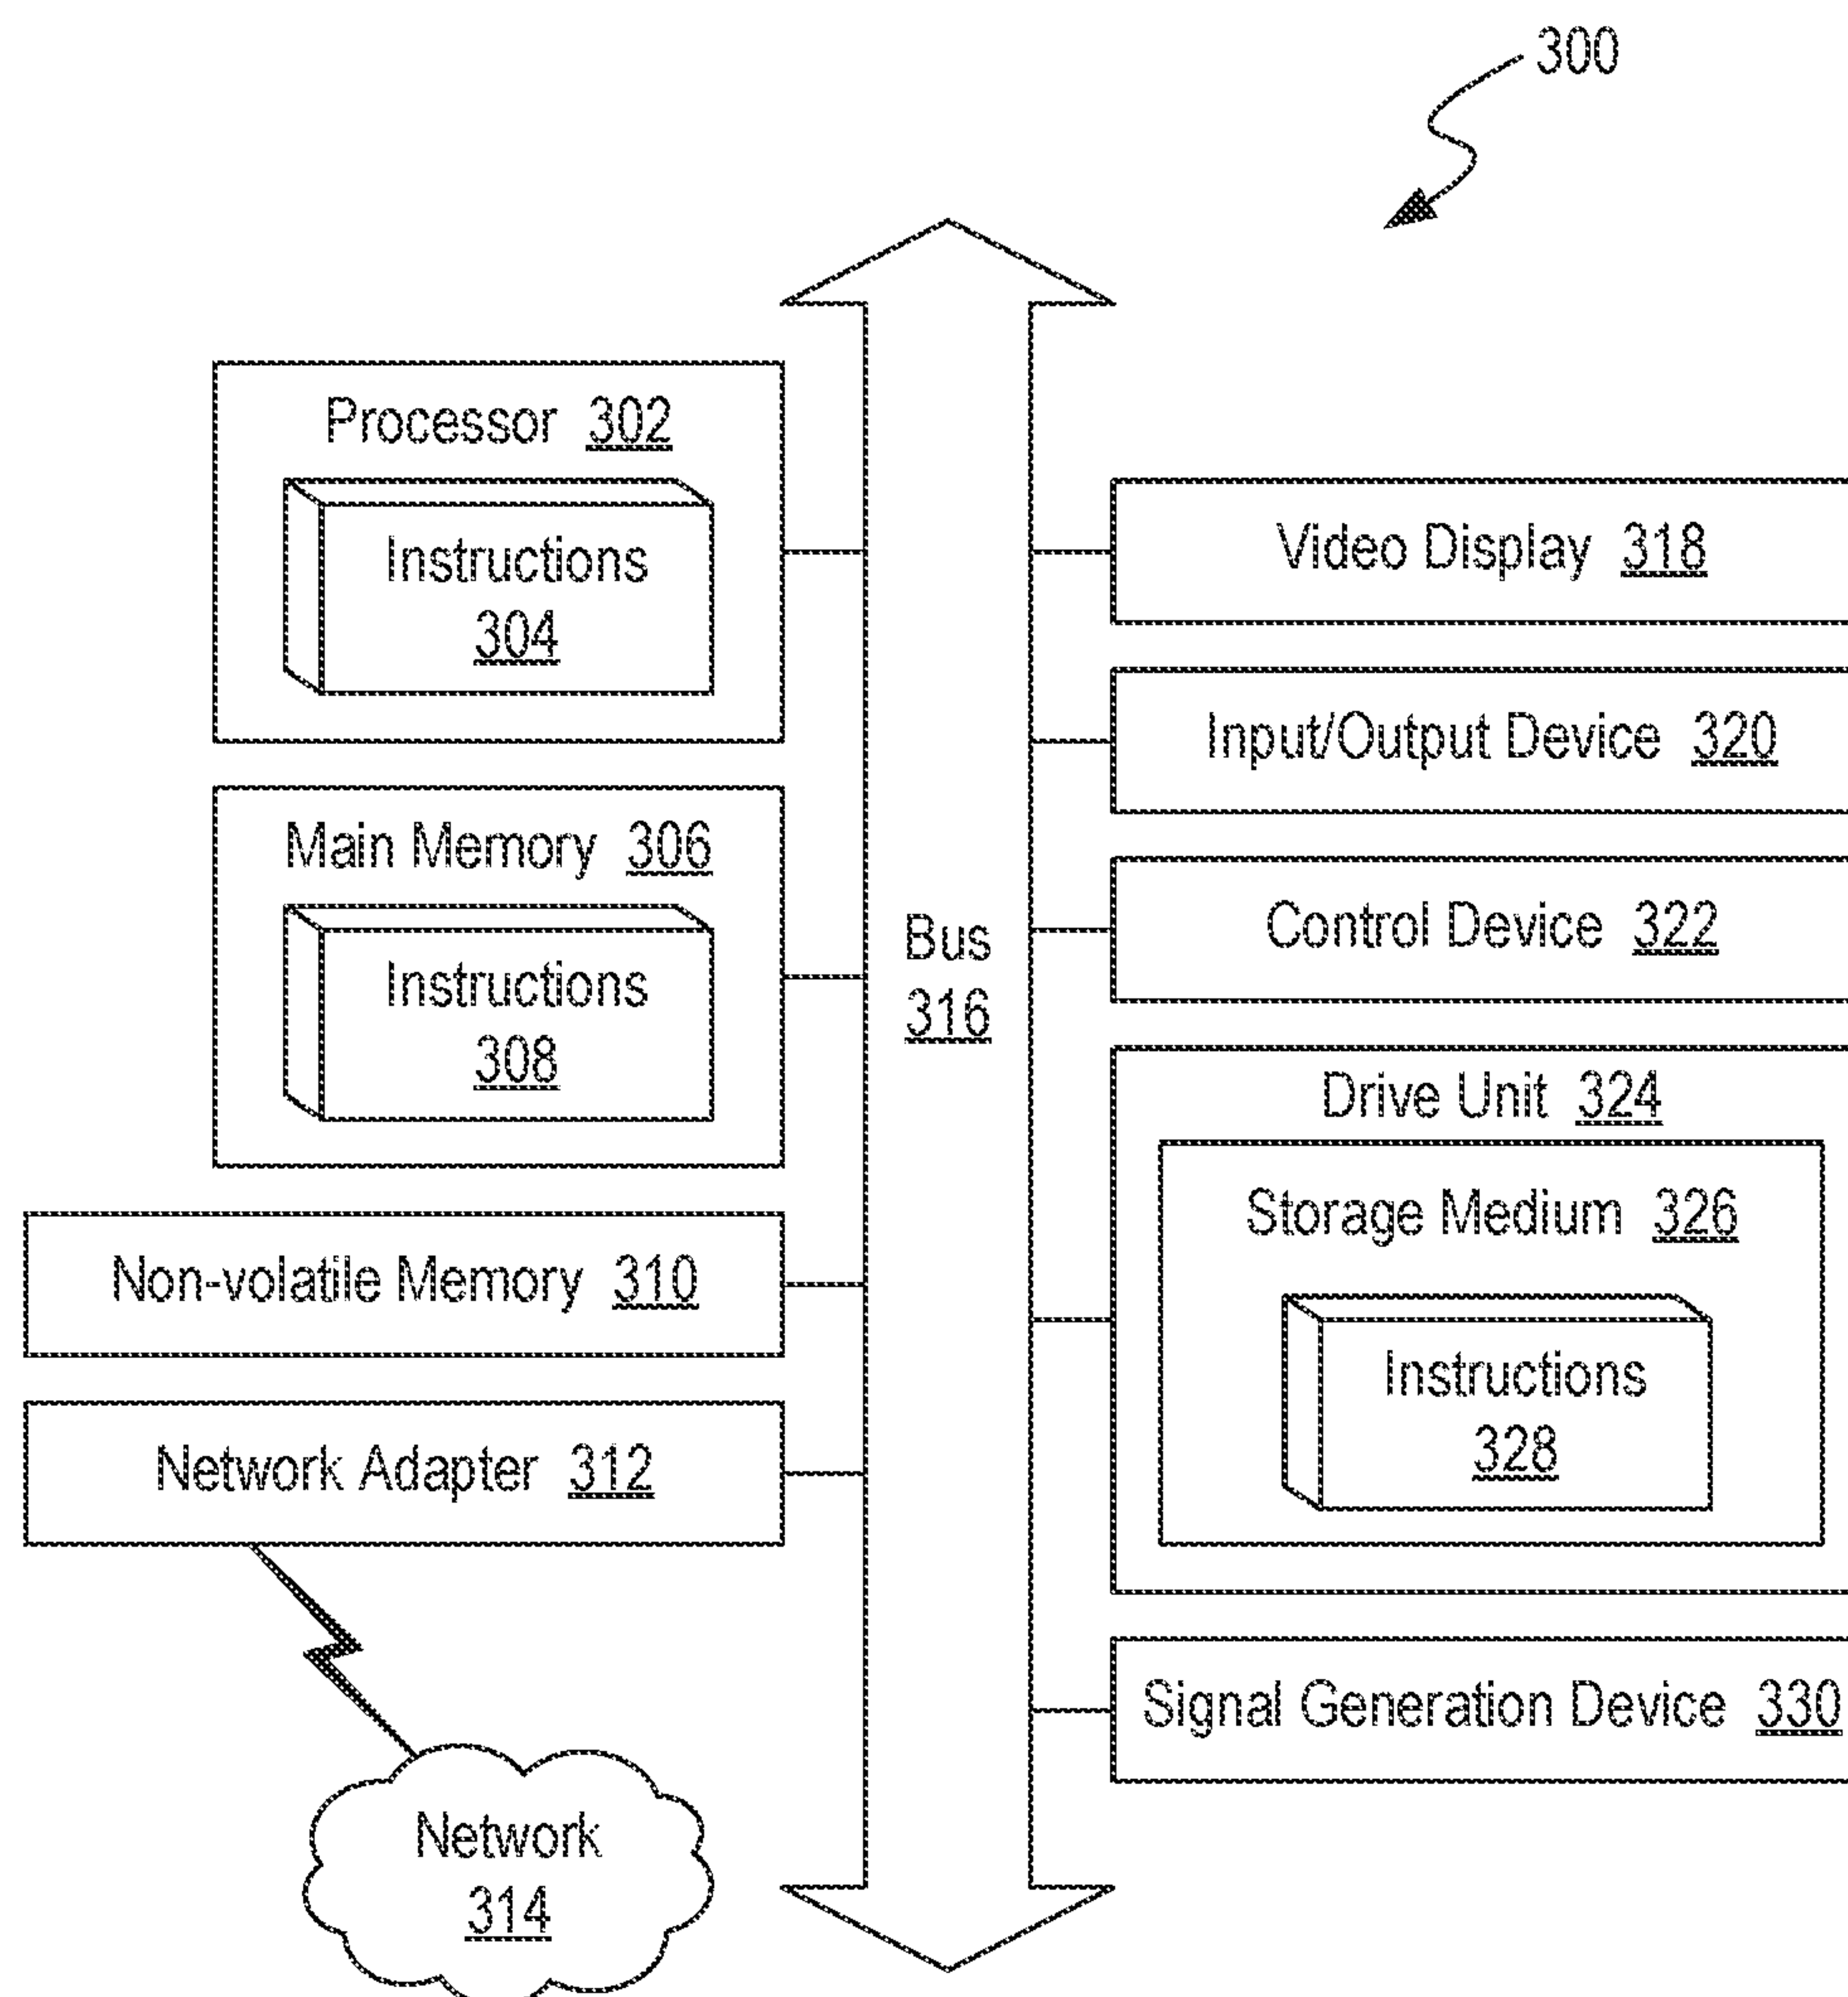 300
Processor 302
Instructions
304
Main Memory 306
Instructions
308
Non-volatile Memory 310
Network Adapter 312
Network
314
Bus
316
Video Display 318
Input/Output Device 320
Control Device 322
Drive Unit 324
Storage Medium 326
Instructions
328
Signal Generation Device 330